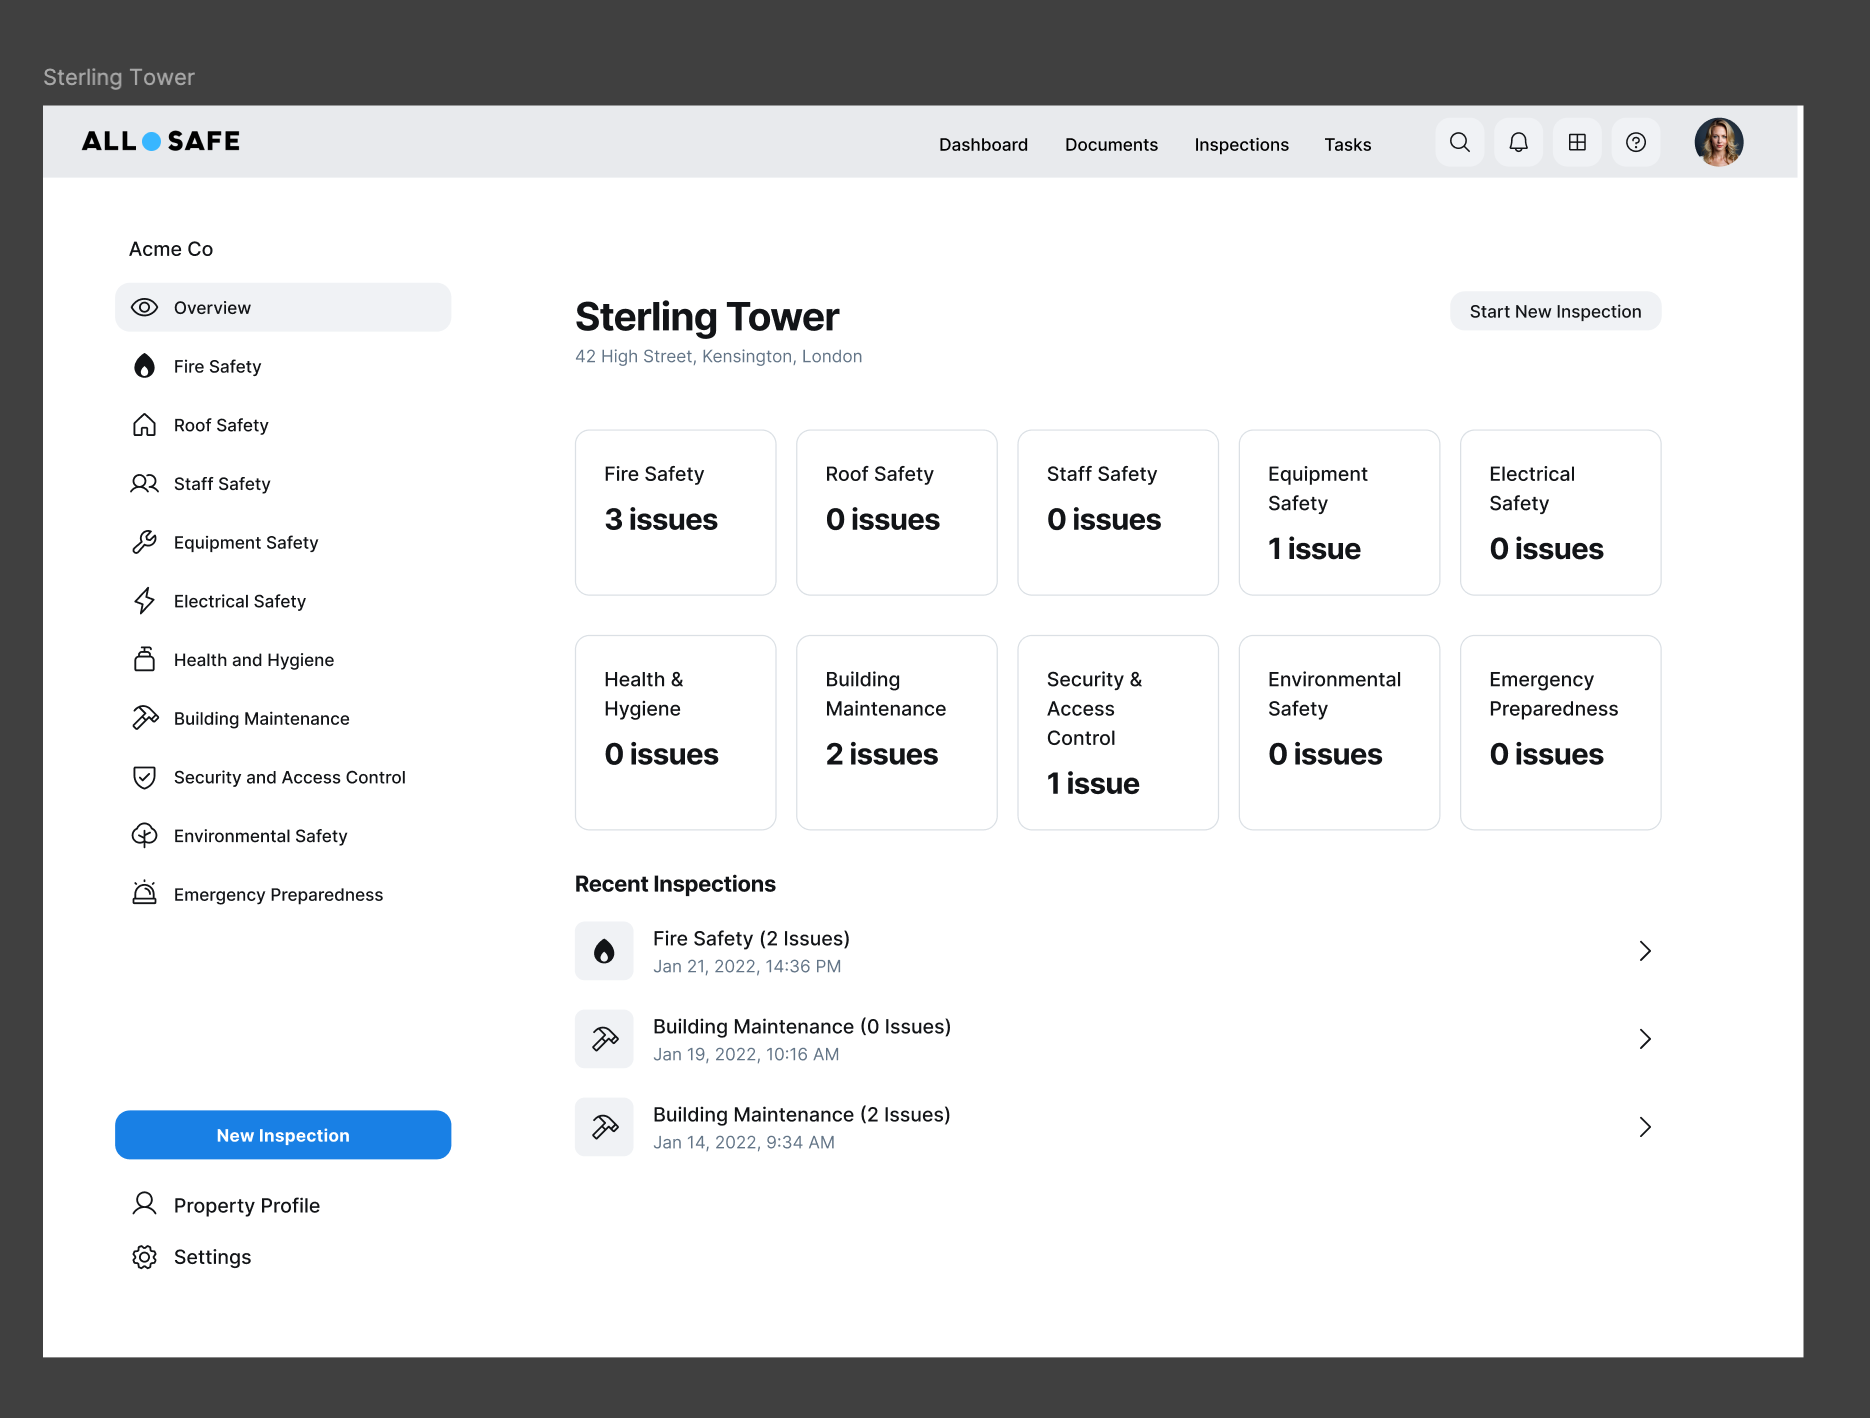 Sterling Tower
ALL SAFE
Dashboard
Documents
Inspections
Tasks
Acme Co
Overview
Fire Safety
Roof Safety
Staff Safety
Equipment Safety
Electrical Safety
Health and Hygiene
Building Maintenance
Security and Access Control
Environmental Safety
Emergency Preparedness
New Inspection
Property Profile
Settings
Sterling Tower
42 High Street, Kensington, London
Start New Inspection
Fire Safety
3 issues
Roof Safety
0 issues
Staff Safety
0 issues
Equipment
Safety
1 issue
Electrical
Safety
0 issues
Health &
Hygiene
0 issues
Building
Maintenance
2 issues
Security &
Access
Control
1 issue
Environmental
Safety
0 issues
Emergency
Preparedness
0 issues
Recent Inspections
Fire Safety (2 Issues)
Jan 21, 2022, 14:36 PM
Building Maintenance (0 Issues)
Jan 19, 2022, 10:16 AM
Building Maintenance (2 Issues)
Jan 14, 2022, 9:34 AM